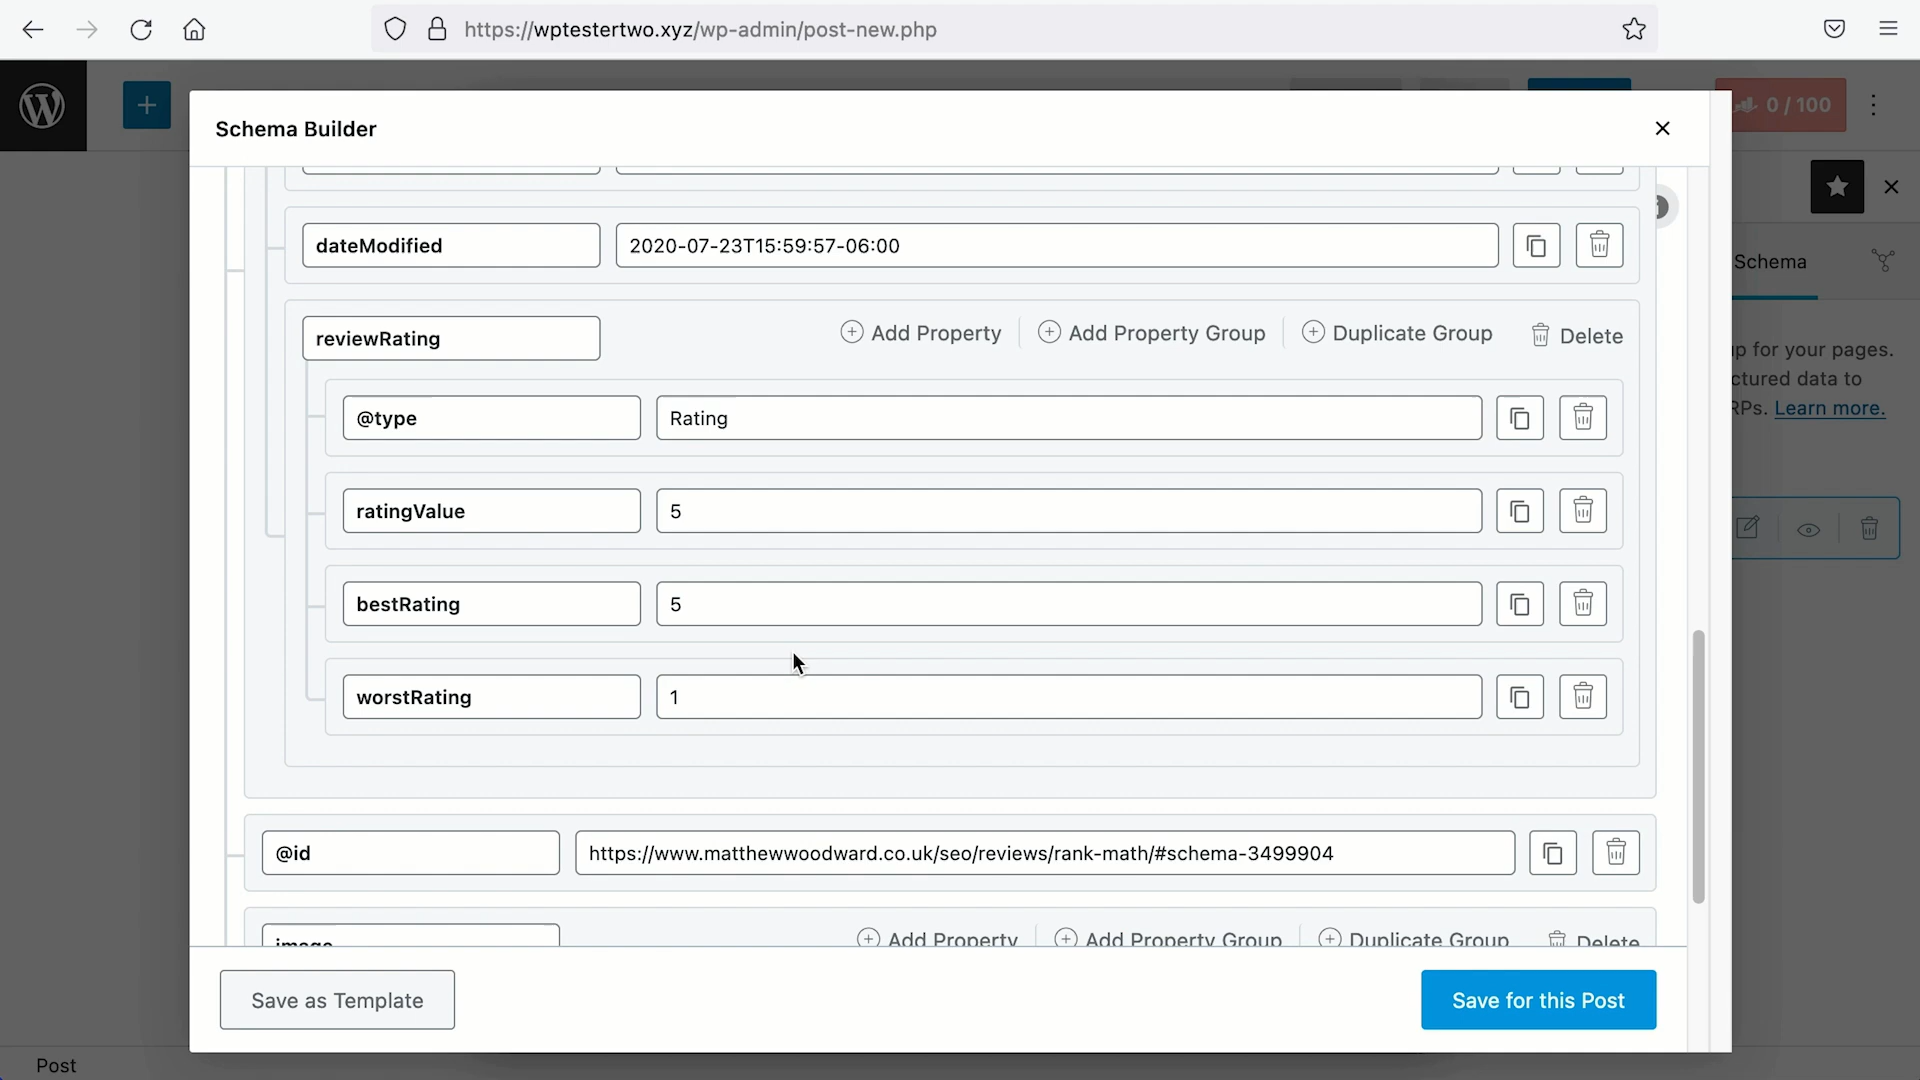 https://wptestertwo.xyz/wp-admin/post-new.php
0 / 100
Schema Builder
dateModified
2020-07-23T15:59:57-06:00
Schema
reviewRating
Add Property
Add Property Group
Duplicate Group
Delete
for your pages.
data to
Learn more.
@type
Rating
ratingValue
5
bestRating
5
worstRating
1
@id
https://www.matthewwoodward.co.uk/seo/reviews/rank-math/#schema-3499904
image
Add Property
Add Property Group
Duplicate Group
Delete
Save as Template
Save for this Post
Post